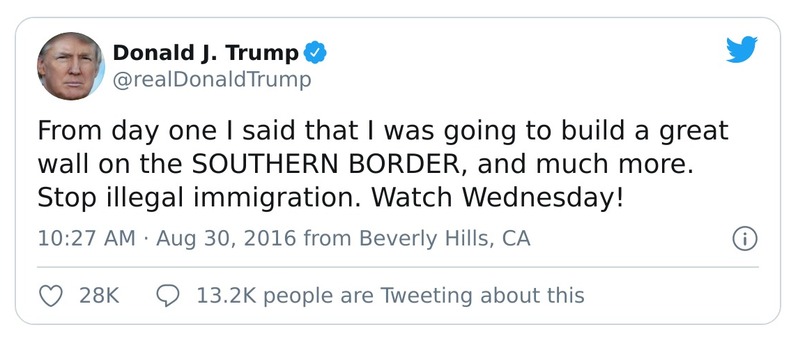 Donald J. Trump
@realDonaldTrump
From day one I said that I was going to build a great
wall on the SOUTHERN BORDER, and much more.
Stop illegal immigration. Watch Wednesday!
10:27 AM · Aug 30, 2016 from Beverly Hills, CA
28K 13.2K people are Tweeting about this